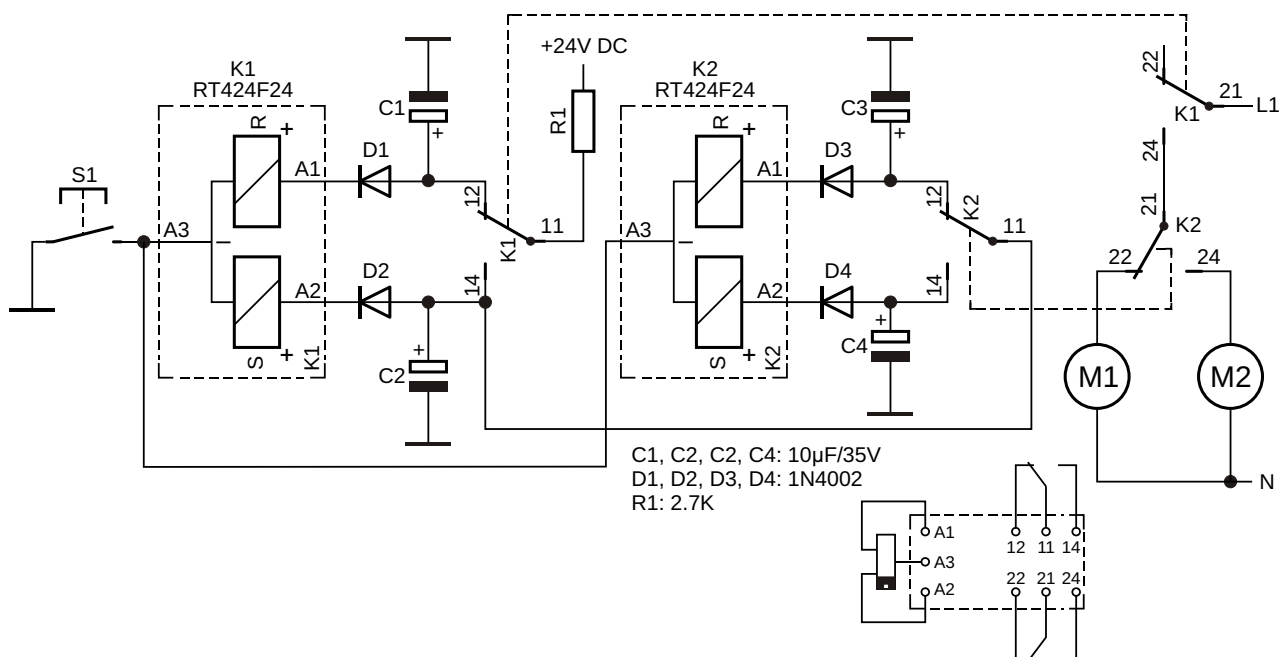 +24V DC
K1
RT424F24
K2
RT424F24
22
21
L1
K1
C1
R1
C3
R
+
+
R
+
+
S1
D1
D3
24
A1
12
A1
12
K2
21
K2
A3
11
A3
11
–
K1
–
22
24
D2
D4
A2
14
A2
14
+
+
C2
C4
S
+
K1
S
+
K2
M1
M2
C1, C2, C2, C4: 10µF/35V
D1, D2, D3, D4: 1N4002
R1: 2.7K
N
A1
A3
A2
12
11
14
22
21
24